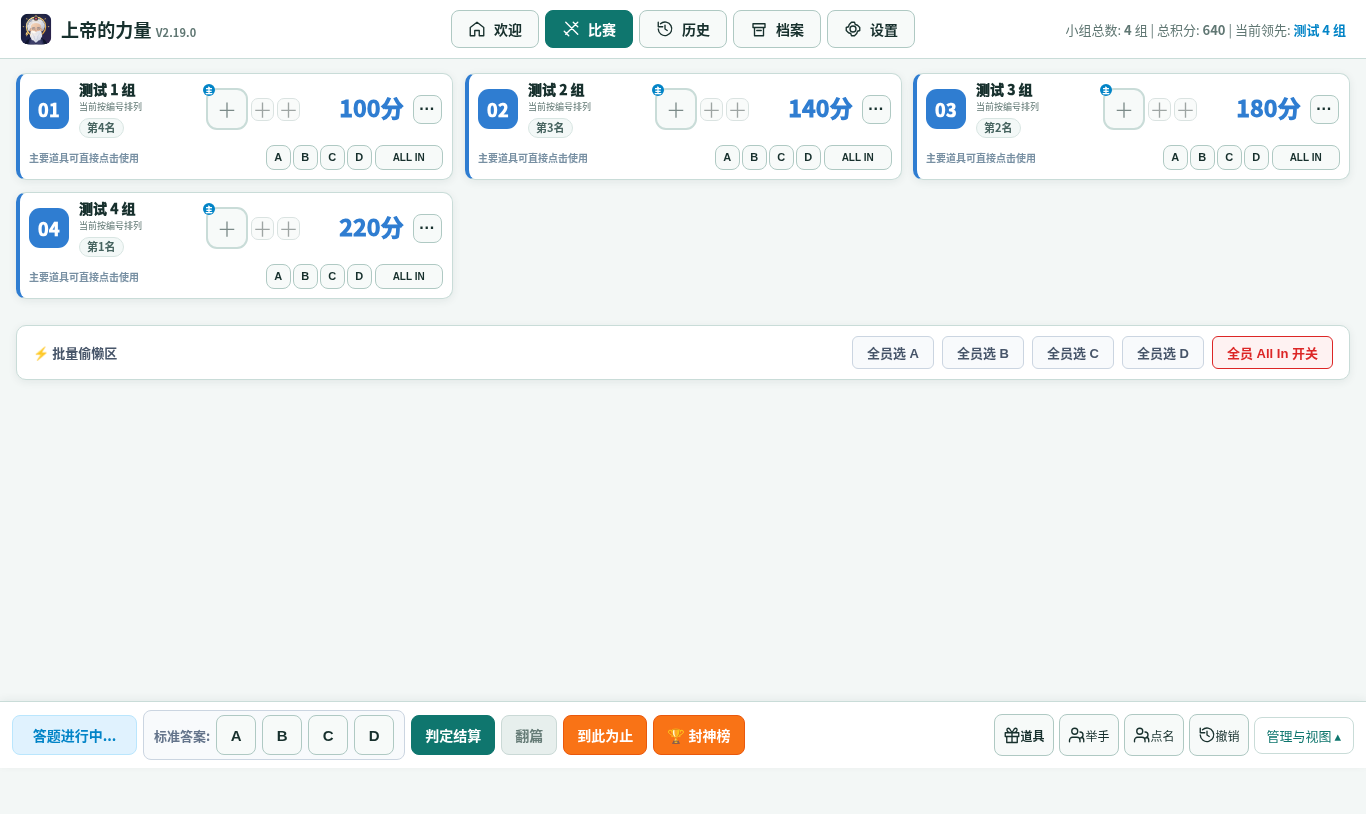 上帝的力量 V2.19.0
欢迎
比赛
历史
档案
设置
小组总数: 4 组 | 总积分: 640 | 当前领先: 测试 4 组
01
测试 1 组
当前按编号排列
第4名
主
100分
...
主要道具可直接点击使用
A B C D ALL IN
02
测试 2 组
当前按编号排列
第3名
主
140分
...
主要道具可直接点击使用
A B C D ALL IN
03
测试 3 组
当前按编号排列
第2名
主
180分
...
主要道具可直接点击使用
A B C D ALL IN
04
测试 4 组
当前按编号排列
第1名
主
220分
...
主要道具可直接点击使用
A B C D ALL IN
⚡ 批量偷懒区
全员选 A
全员选 B
全员选 C
全员选 D
全员 All In 开关
答题进行中...
标准答案: A B C D
判定结算
翻篇
到此为止
🏆 封神榜
道具
举手
点名
撤销
管理与视图 ▴